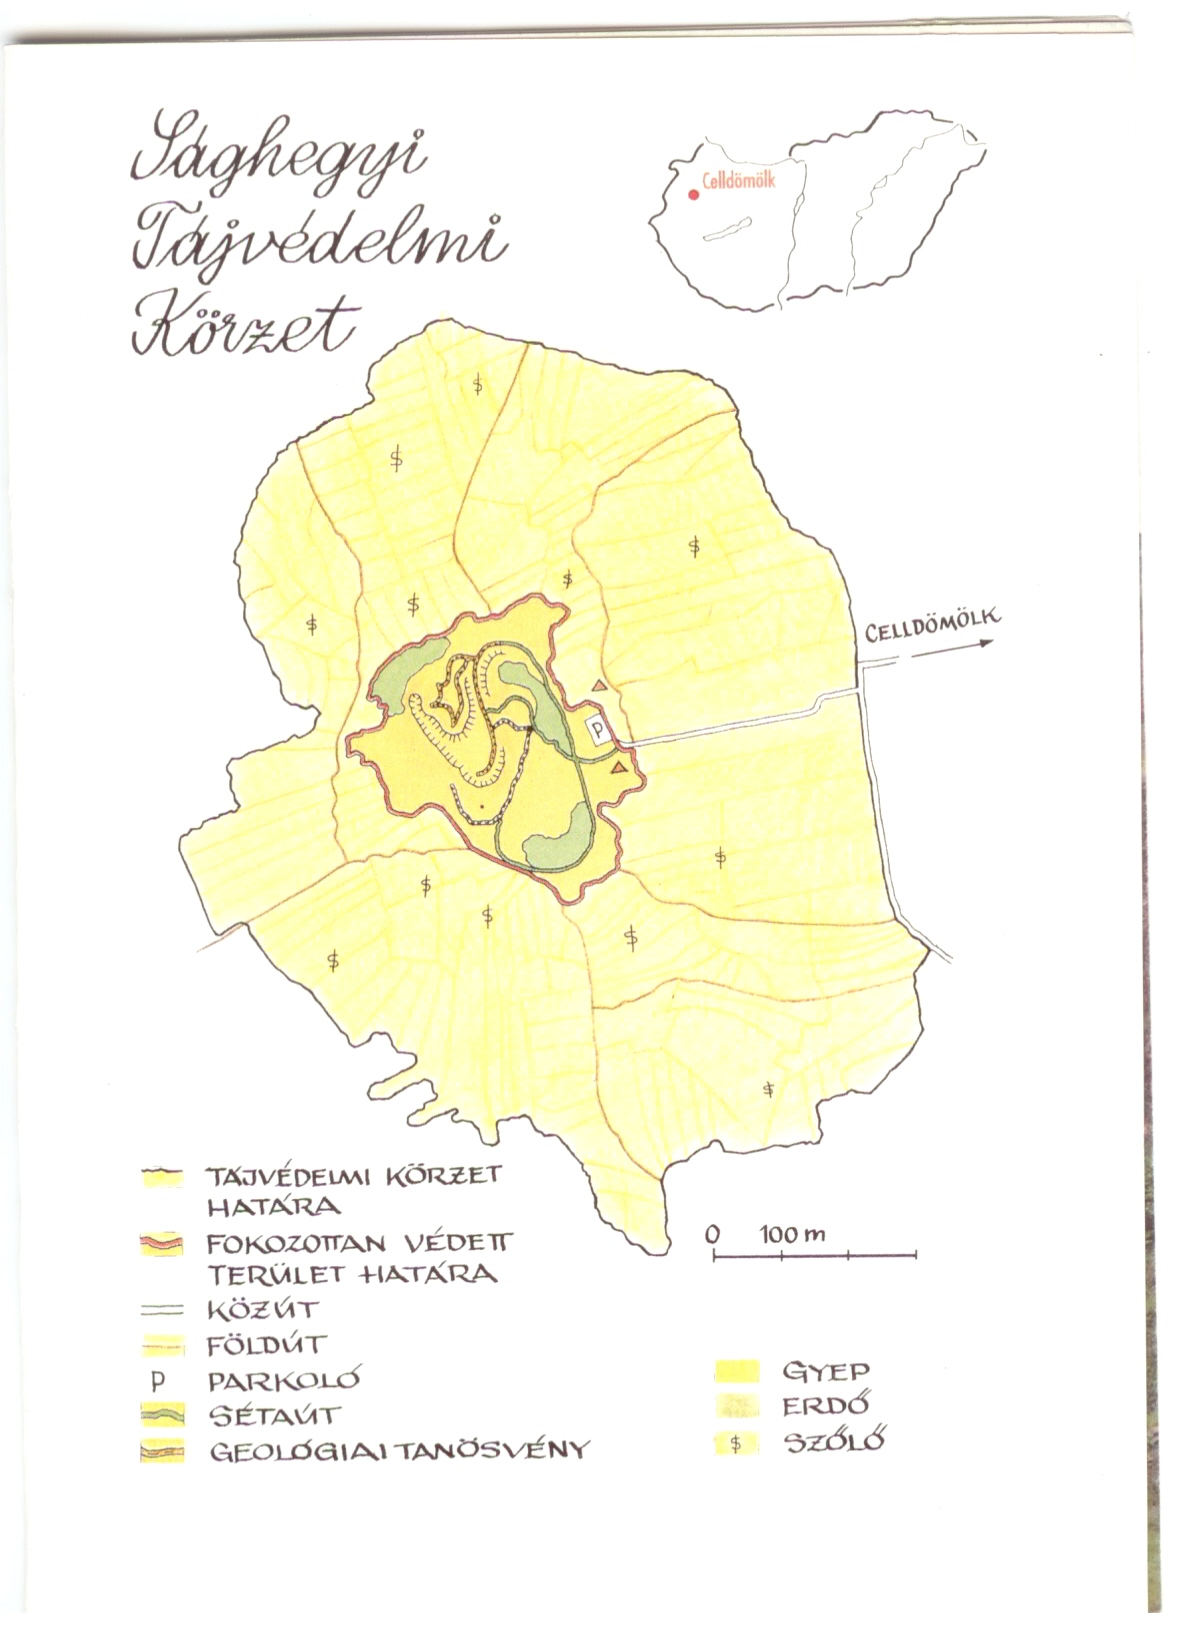 Sághegyi
Tájvédelmi
Körzet
Celldömölk
CELLDÖMÖLK
P
TÁJVÉDELMI KÖRZET
HATÁRA
FOKOZOTTAN VÉDETT
TERÜLET HATÁRA
KÖZÚT
FÖLDÚT
P PARKOLÓ
SÉTAÚT
GEOLÓGIAI TANÖSVÉNY
0 100 m
GYEP
ERDŐ
SZŐLŐ